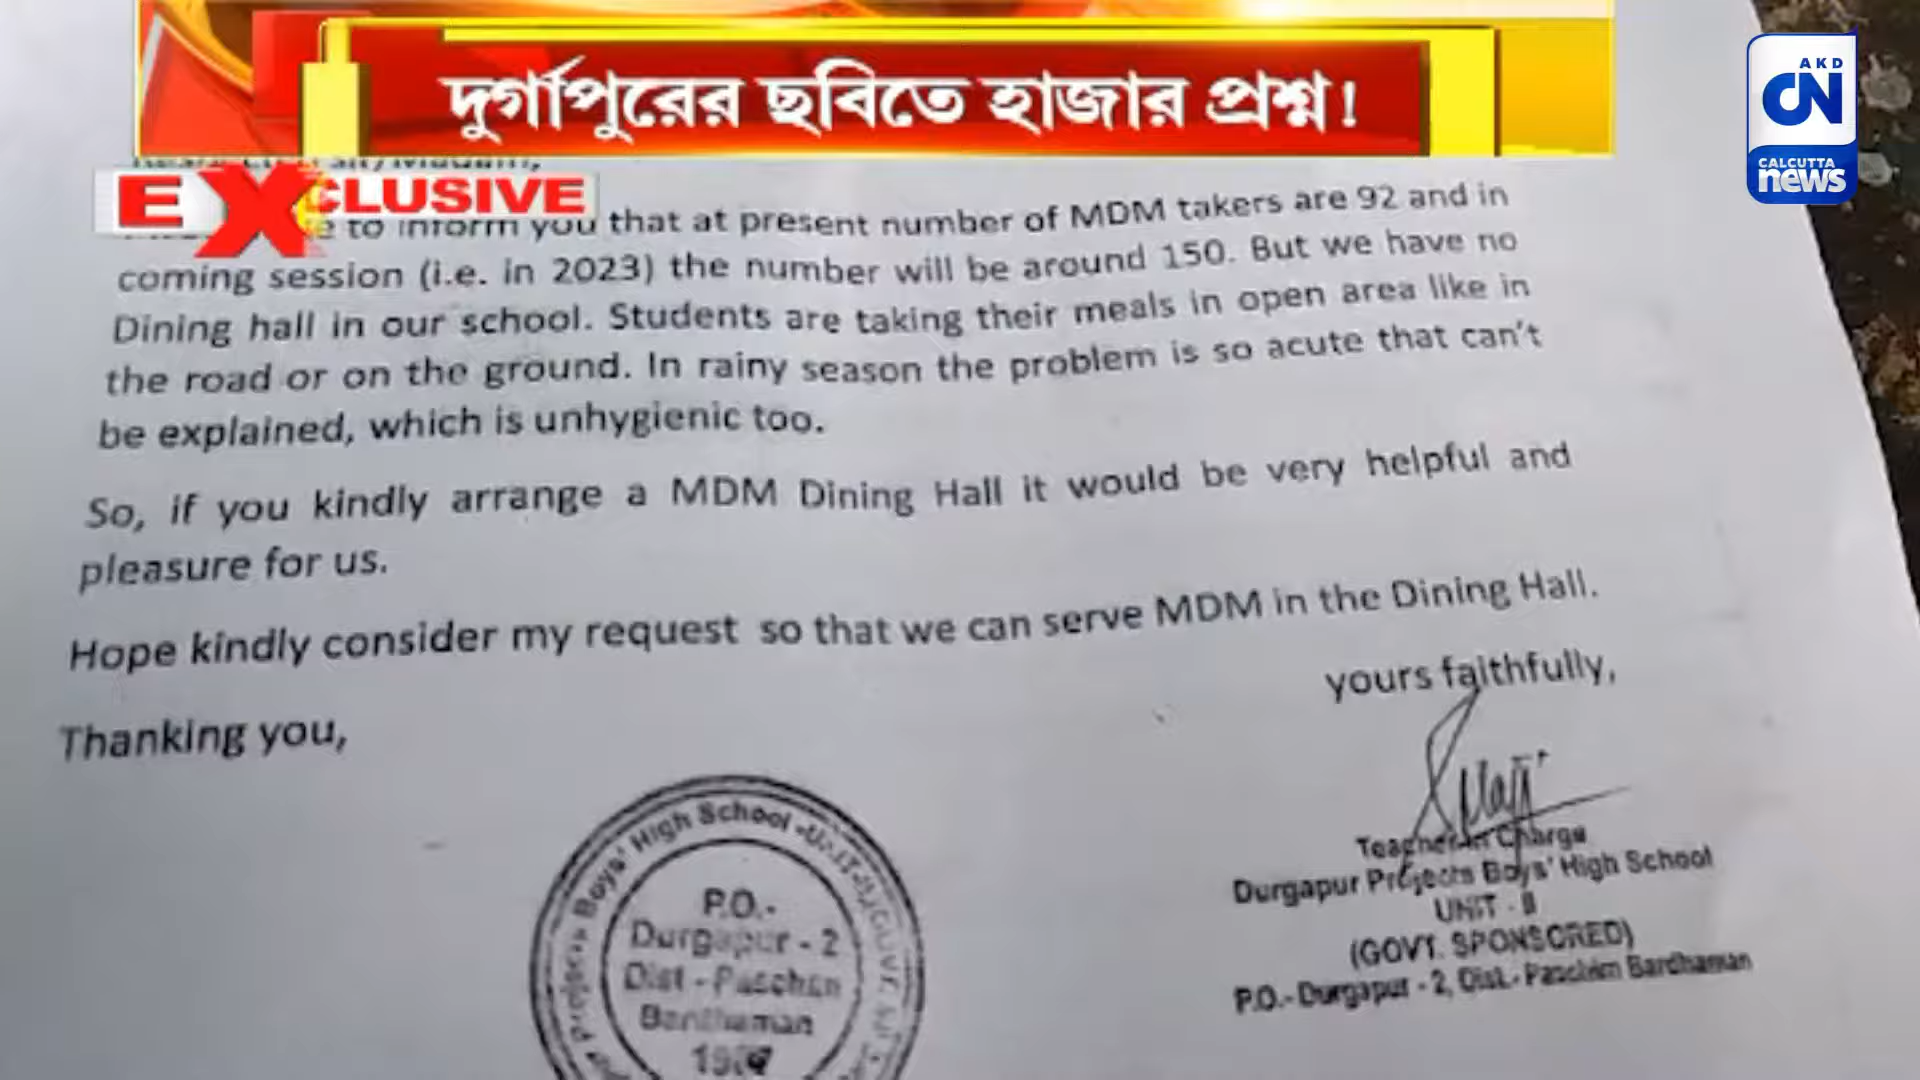 দুর্গাপুরের ছবিতে হাজার প্রশ্ন!
AKD
CN
CALCUTTA
news
EXCLUSIVE
to inform you that at present number of MDM takers are 92 and in
coming session (i.e. in 2023) the number will be around 150. But we have no
Dining hall in our school. Students are taking their meals in open area like in
the road or on the ground. In rainy season the problem is so acute that can't
be explained, which is unhygienic too.
So, if you kindly arrange a MDM Dining Hall it would be very helpful and
pleasure for us.
Hope kindly consider my request so that we can serve MDM in the Dining Hall.
yours faithfully,
Thanking you,
Teacher In Charge
Durgapur Projects Boys' High School
UNIT - II
(GOVT. SPONSORED)
P.O.- Durgapur - 2, Dist.- Paschim Bardhaman
Projects Boys' High School
P.O.-
Durgapur - 2
Dist - Paschim
Bardhaman